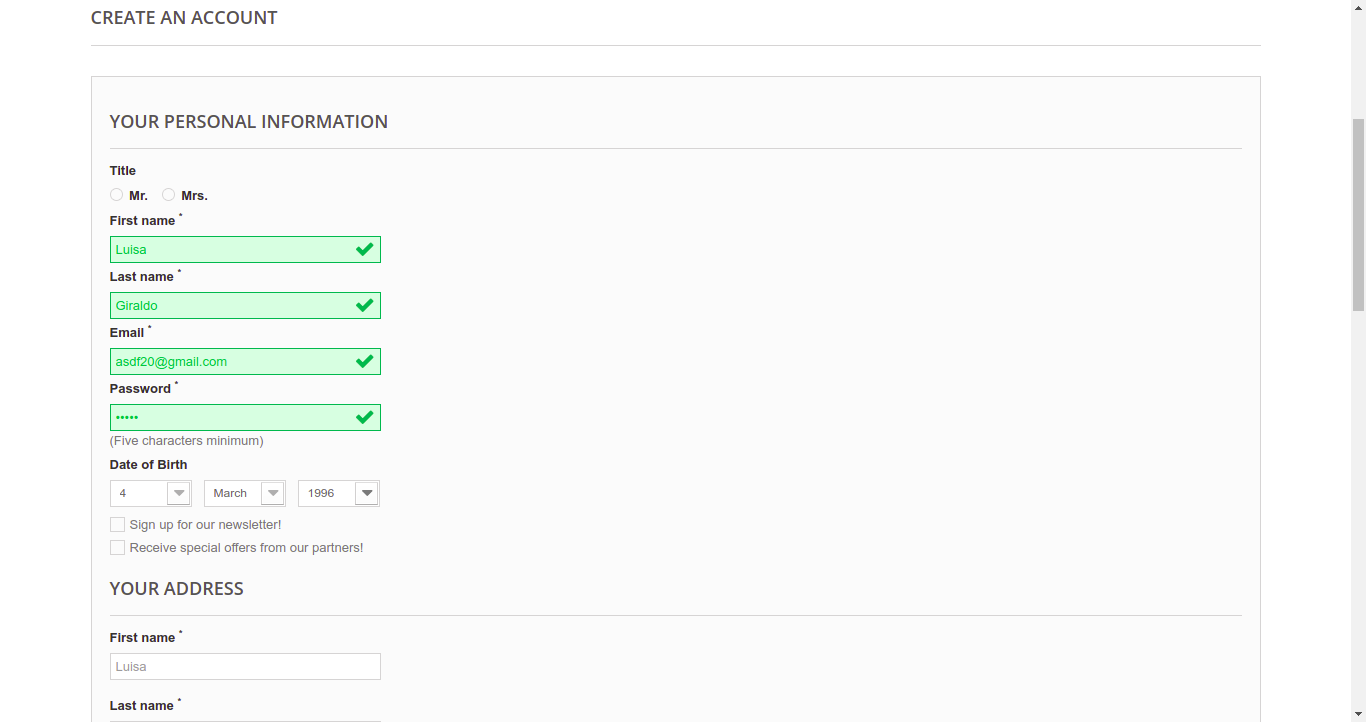 CREATE AN ACCOUNT
YOUR PERSONAL INFORMATION
Title
Mr. Mrs.
First name *
Luisa
Last name *
Giraldo
Email *
asdf20@gmail.com
Password *
•••••
(Five characters minimum)
Date of Birth
4 March 1996
Sign up for our newsletter!
Receive special offers from our partners!
YOUR ADDRESS
First name *
Luisa
Last name *